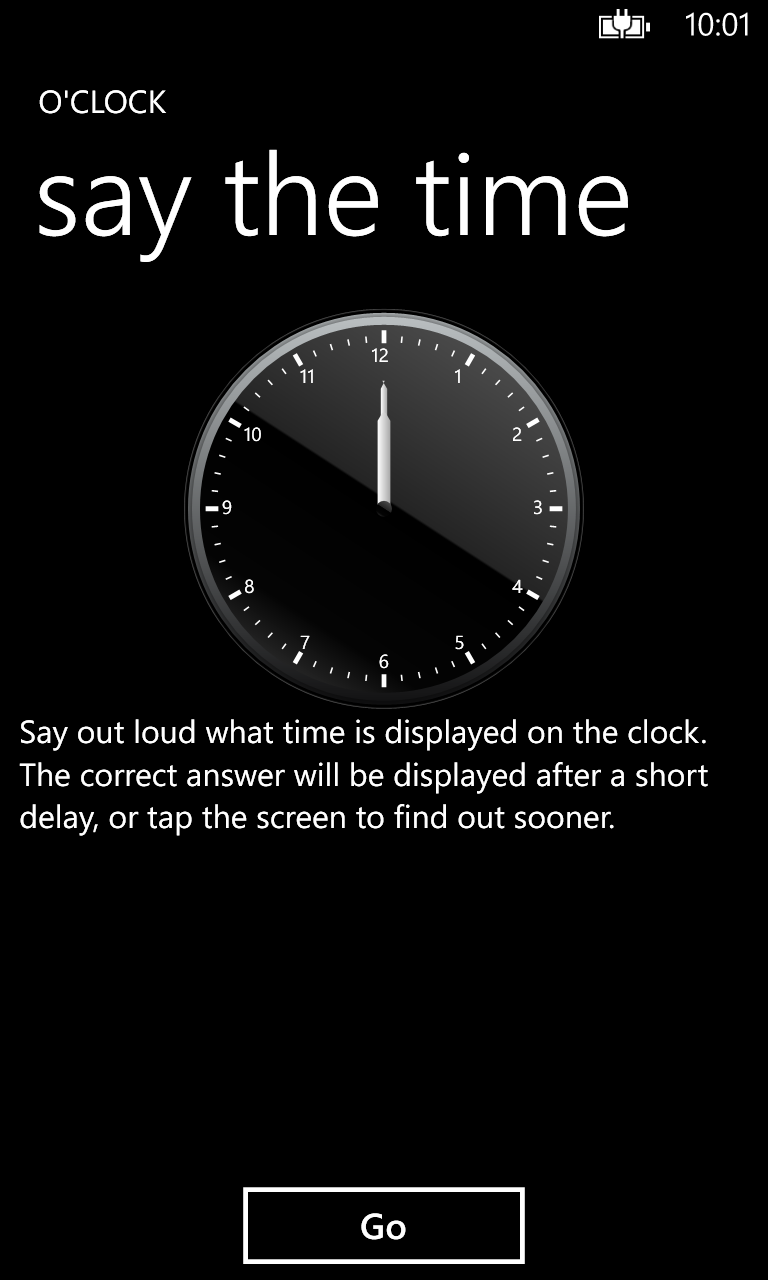 10:01
O'CLOCK
say the time
12
11
1
10
2
9
3
8
4
7
5
6
Say out loud what time is displayed on the clock.
The correct answer will be displayed after a short
delay, or tap the screen to find out sooner.
Go